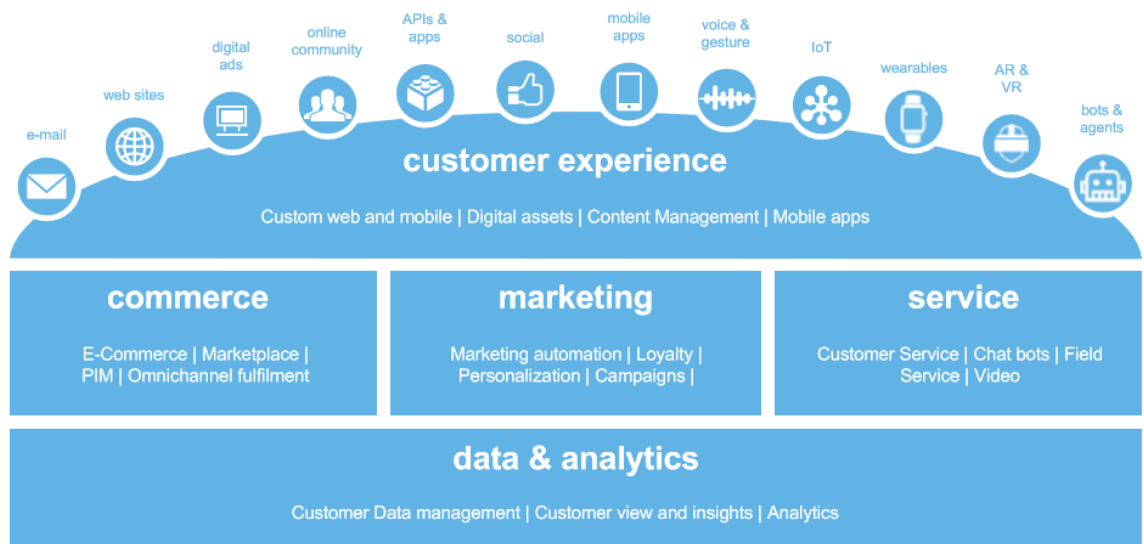 e-mail
web sites
digital
ads
online
community
APIs &
apps
social
mobile
apps
voice &
gesture
IoT
wearables
AR &
VR
bots &
agents
customer experience
Custom web and mobile | Digital assets | Content Management | Mobile apps
commerce
E-Commerce | Marketplace |
PIM | Omnichannel fulfilment
marketing
Marketing automation | Loyalty |
Personalization | Campaigns |
service
Customer Service | Chat bots | Field
Service | Video
data & analytics
Customer Data management | Customer view and insights | Analytics